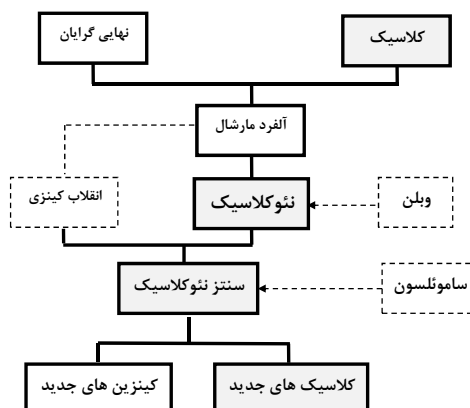 کلاسیک
نهایی گرایان
آلفرد مارشال
انقلاب کینزی
نئوکلاسیک
وبلن
سنتز نئوکلاسیک
ساموئلسون
کلاسیک های جدید
کینزین های جدید